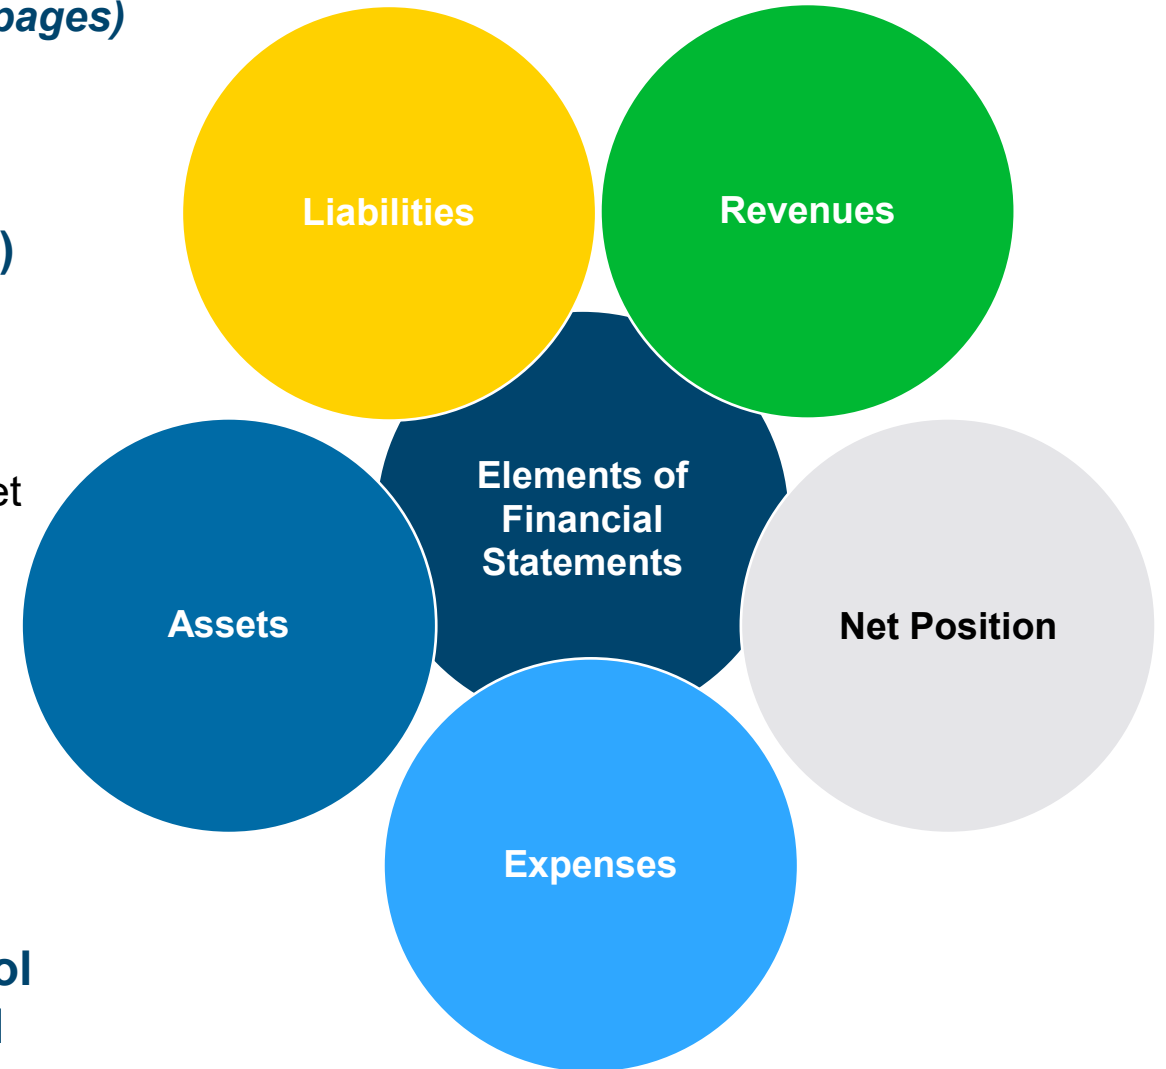 pages)
)
et
ol
Liabilities
Revenues
Elements of
Financial
Statements
Assets
Net Position
Expenses